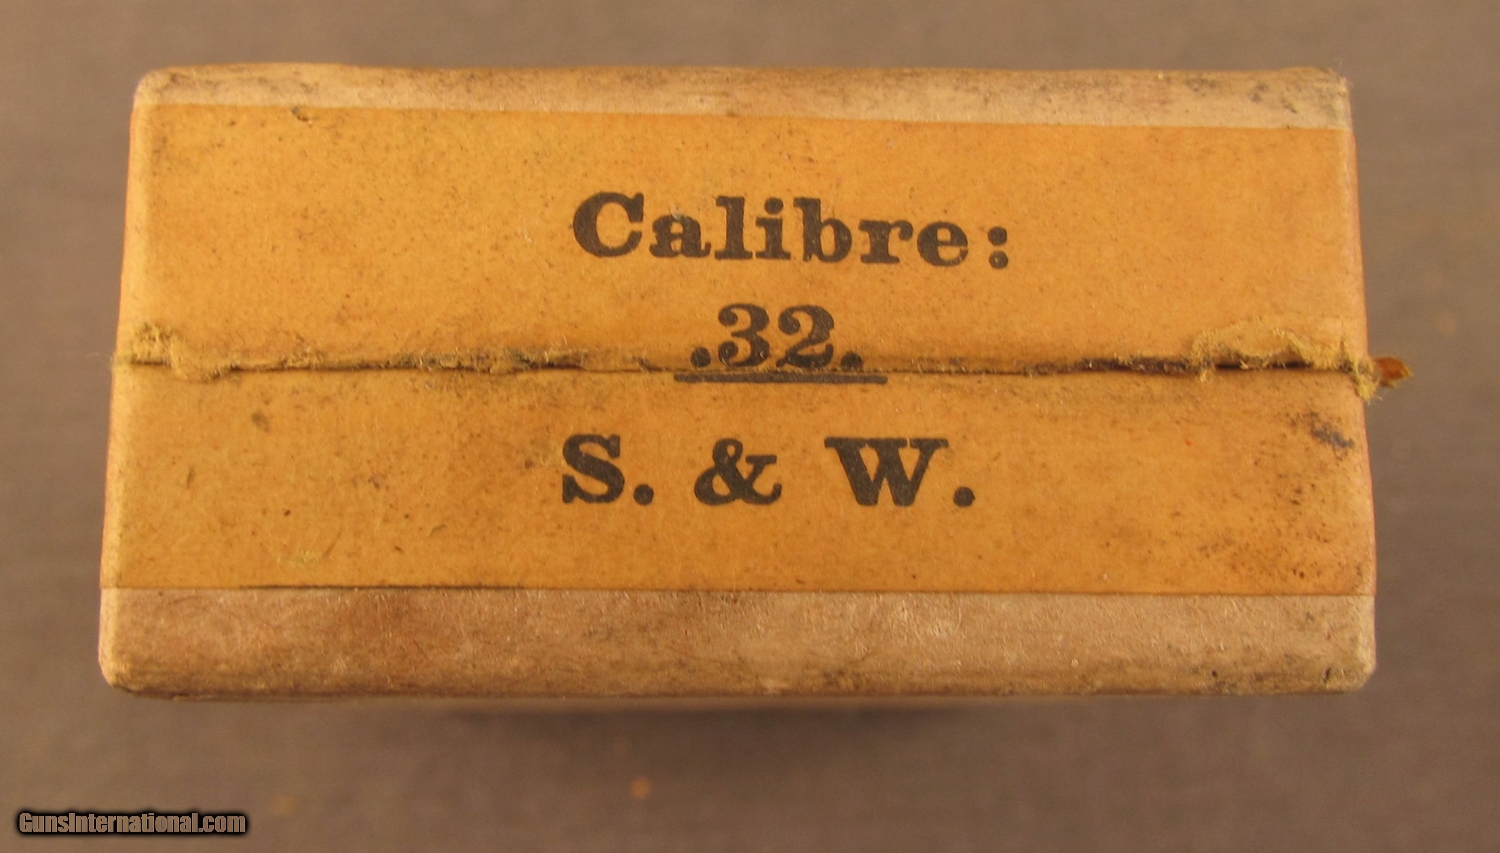 Calibre:
.32.
S. & W.
GunsInternational.com